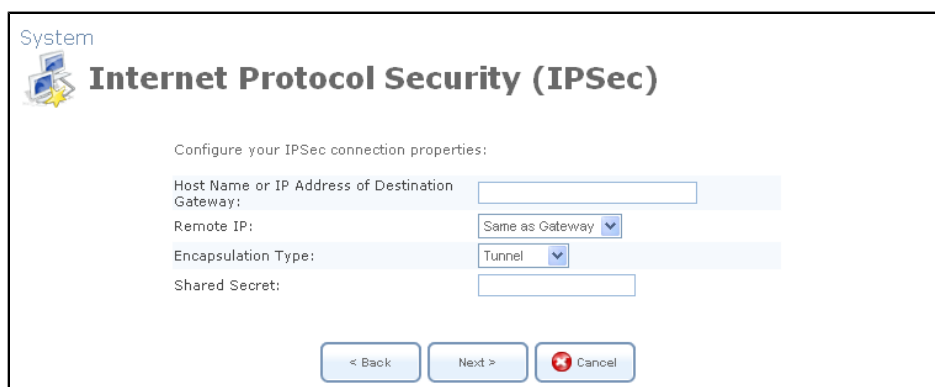 System
Internet Protocol Security (IPSec)
Configure your IPSec connection properties:
Host Name or IP Address of Destination
Gateway:
Remote IP:
Same as Gateway
Encapsulation Type:
Tunnel
Shared Secret:
< Back
Next >
Cancel